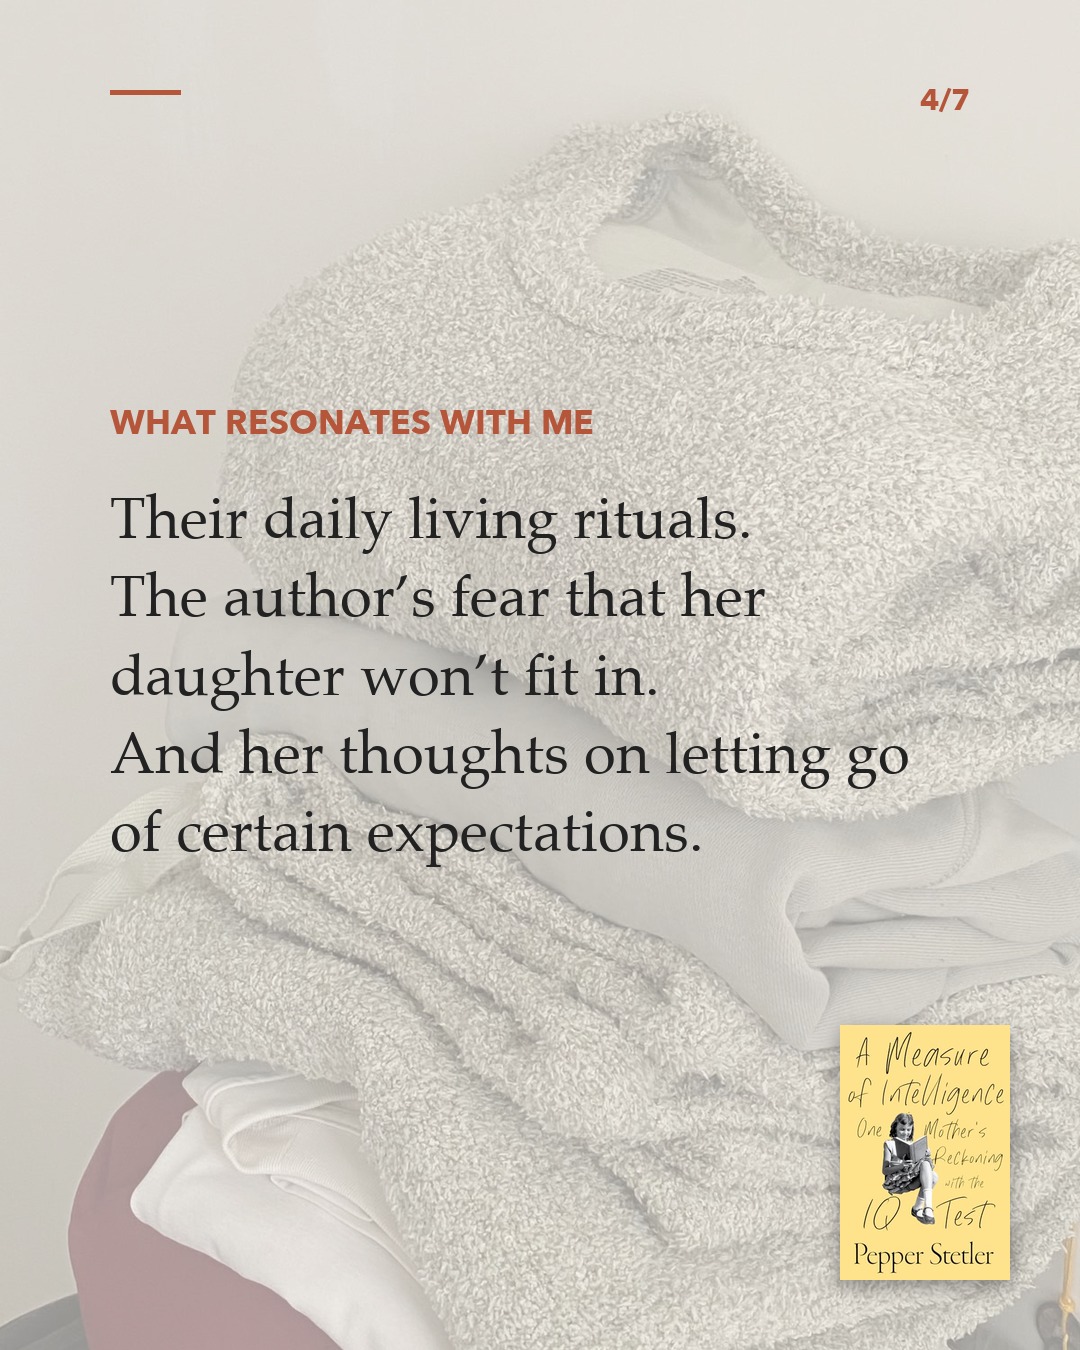 4/7
WHAT RESONATES WITH ME
Their daily living rituals.
The author’s fear that her
daughter won’t fit in.
And her thoughts on letting go
of certain expectations.
A Measure
of Intelligence
One Mother's
Reckoning
with the
IQ Test
Pepper Stetler